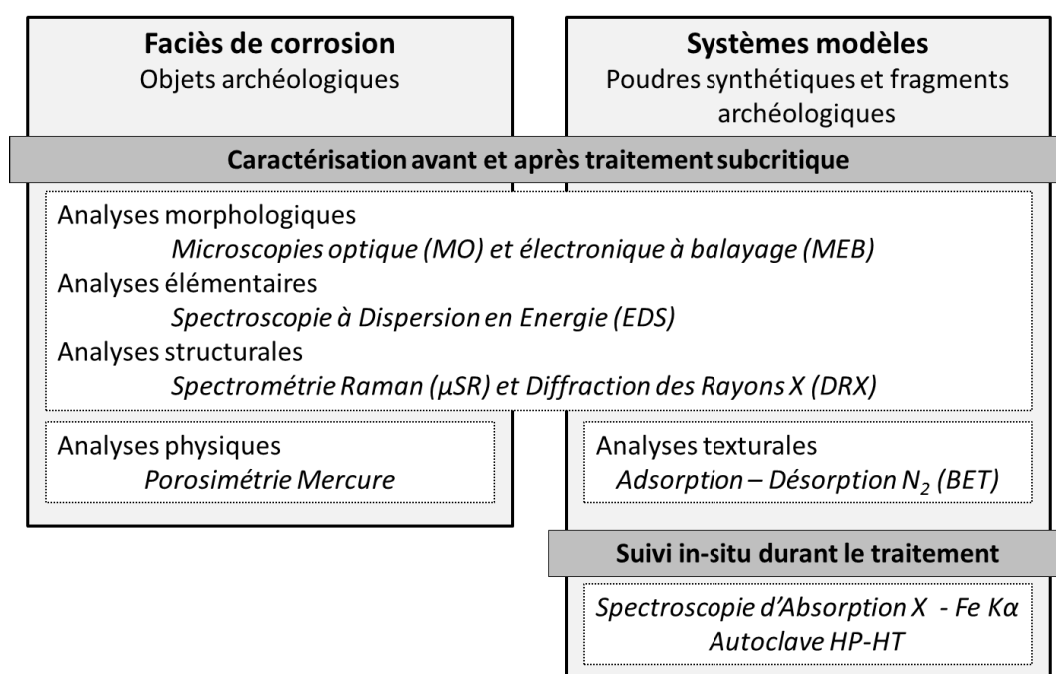 Faciès de corrosion
Objets archéologiques
Systèmes modèles
Poudres synthétiques et fragments
archéologiques
Caractérisation avant et après traitement subcritique
Analyses morphologiques
Microscopies optique (MO) et électronique à balayage (MEB)
Analyses élémentaires
Spectroscopie à Dispersion en Energie (EDS)
Analyses structurales
Spectrométrie Raman (µSR) et Diffraction des Rayons X (DRX)
Analyses physiques
Porosimétrie Mercure
Analyses texturales
Adsorption – Désorption N₂ (BET)
Suivi in-situ durant le traitement
Spectroscopie d'Absorption X - Fe Kα
Autoclave HP-HT